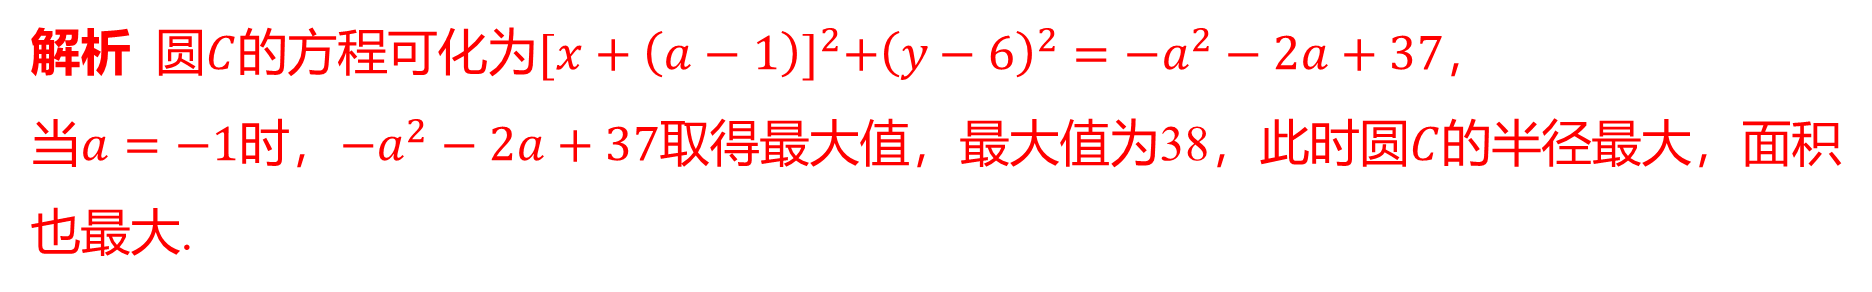 解析 圆C的方程可化为[x + (a − 1)]²+(y − 6)² = −a² − 2a + 37,
当a = −1时，−a² − 2a + 37取得最大值，最大值为38，此时圆C的半径最大，面积
也最大.